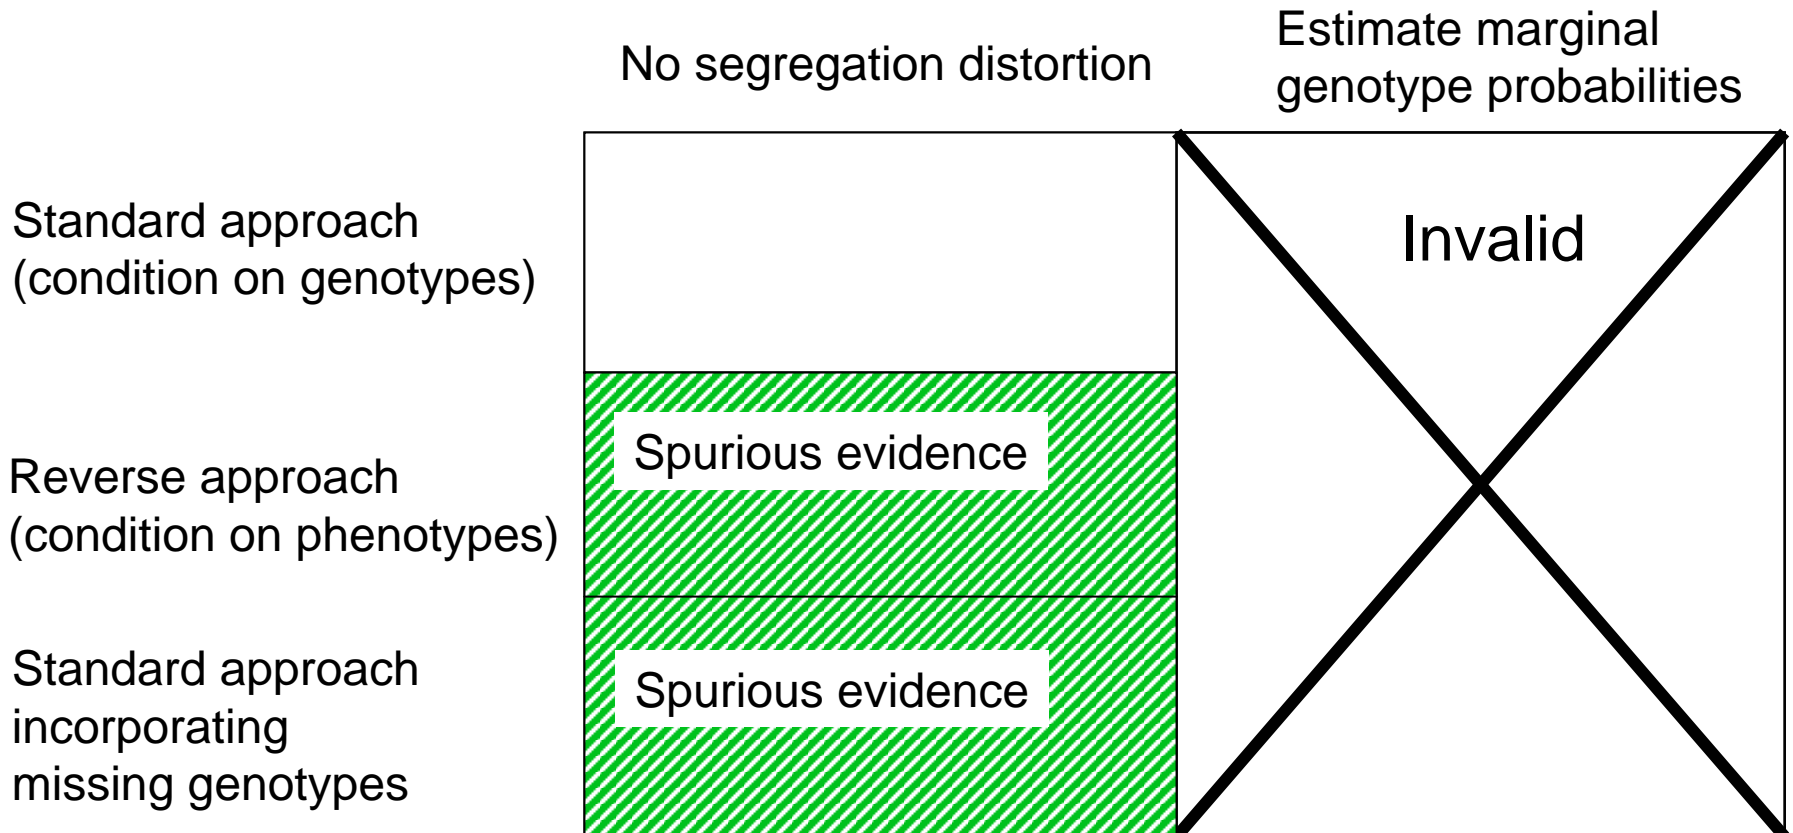 No segregation distortion
Estimate marginal
genotype probabilities
Standard approach
(condition on genotypes)
Invalid
Reverse approach
(condition on phenotypes)
Spurious evidence
Standard approach
incorporating
missing genotypes
Spurious evidence